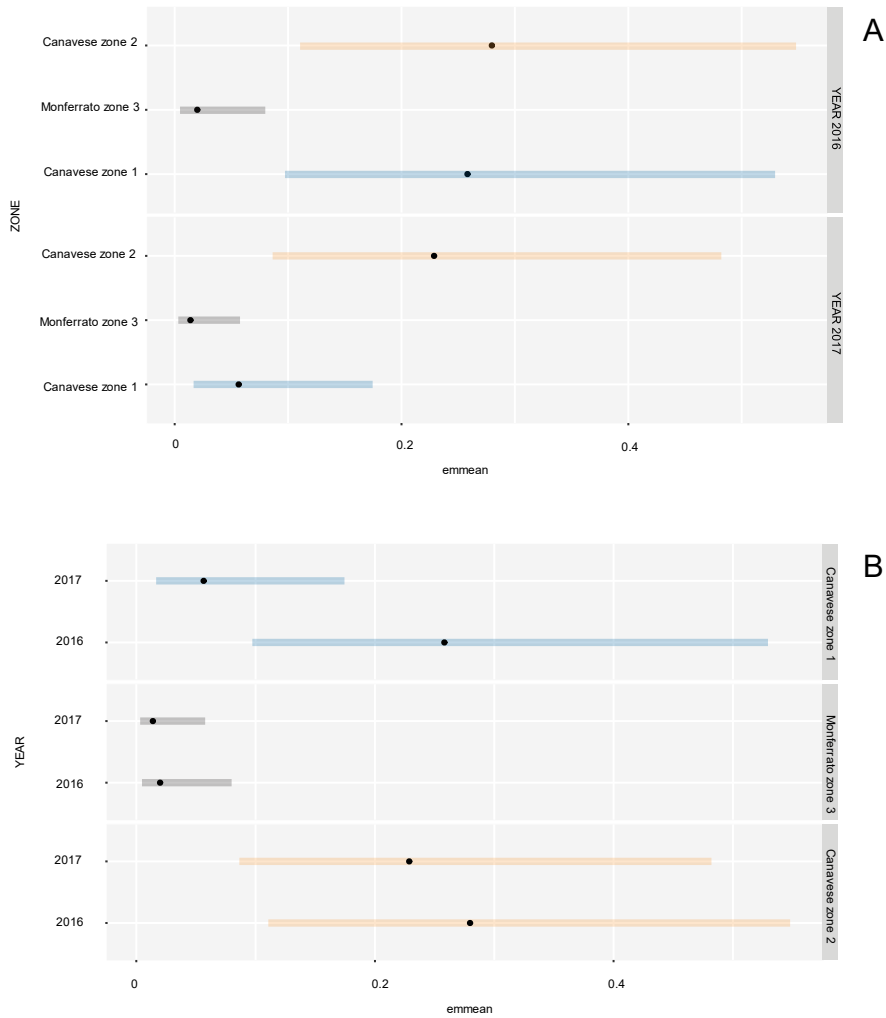 A
Canavese zone 2
Monferrato zone 3
Canavese zone 1
YEAR 2016
ZONE
Canavese zone 2
Monferrato zone 3
Canavese zone 1
YEAR 2017
0
0.2
0.4
emmean
B
2017
2016
Canavese zone 1
YEAR
2017
2016
Monferrato zone 3
2017
2016
Canavese zone 2
0
0.2
0.4
emmean